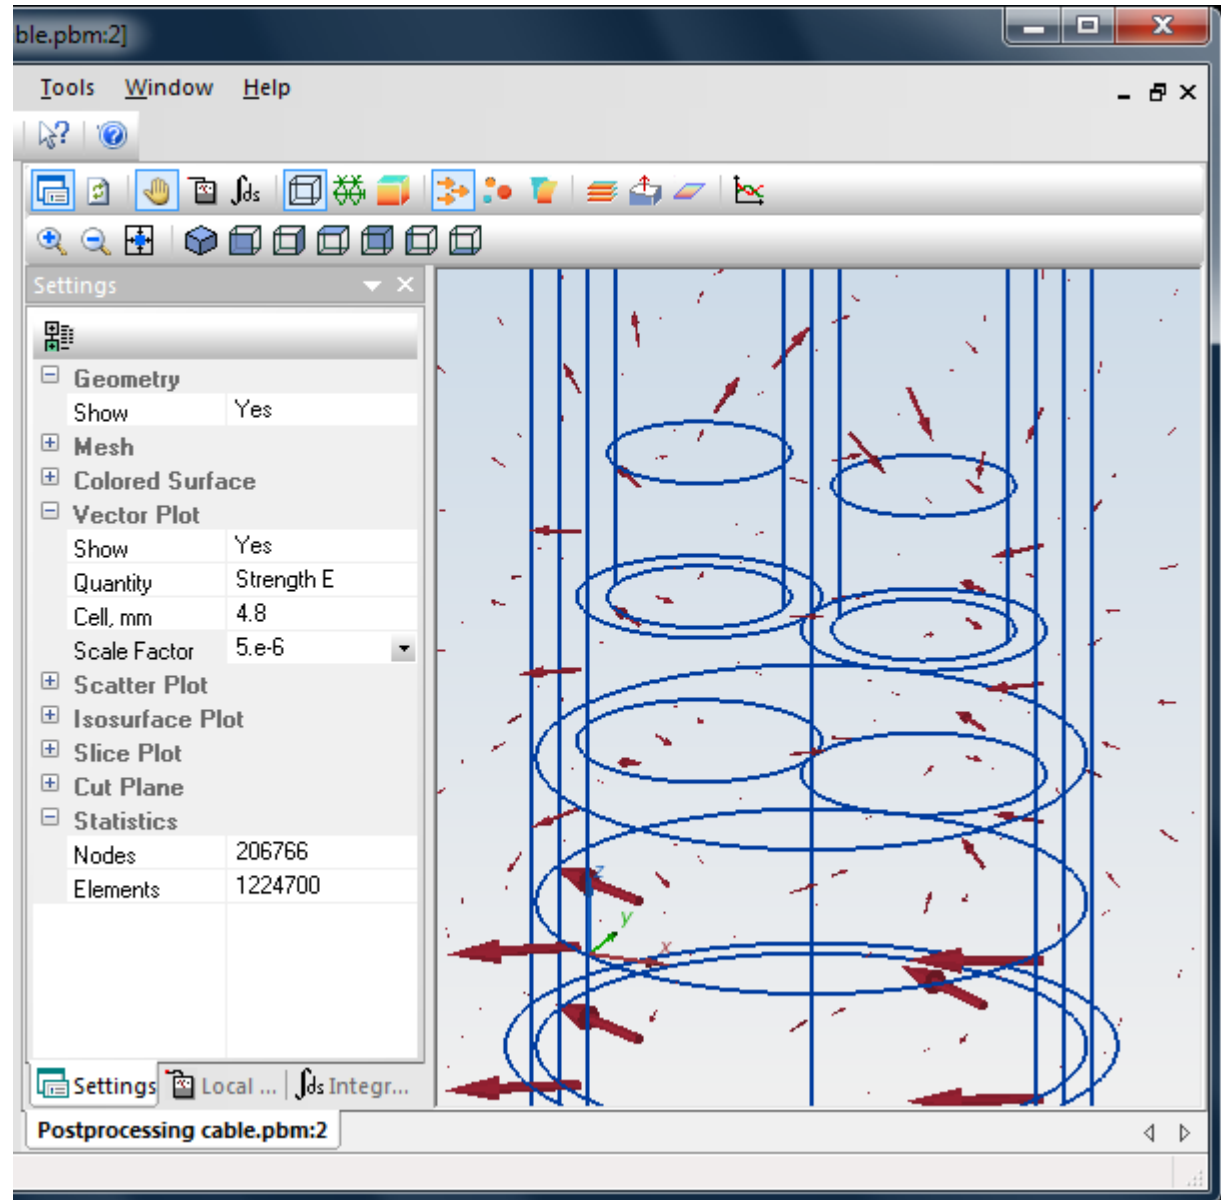 ble.pbm:2]
Tools Window Help
?
?
∫ds
Settings
Geometry
Show Yes
Mesh
Colored Surface
Vector Plot
Show Yes
Quantity Strength E
Cell, mm 4.8
Scale Factor 5.e-6
Scatter Plot
Isosurface Plot
Slice Plot
Cut Plane
Statistics
Nodes 206766
Elements 1224700
z
y
x
Settings Local ... ∫ds Integr...
Postprocessing cable.pbm:2